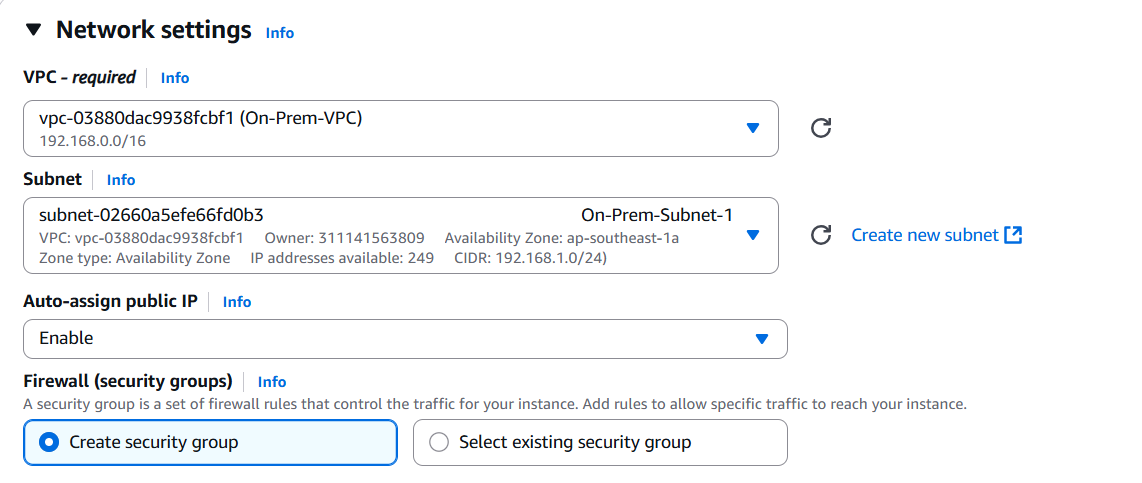 Network settings Info
VPC - required Info
vpc-03880dac9938fcbf1 (On-Prem-VPC)
192.168.0.0/16
Subnet Info
subnet-02660a5efe66fd0b3 On-Prem-Subnet-1
VPC: vpc-03880dac9938fcbf1 Owner: 311141563809 Availability Zone: ap-southeast-1a
Zone type: Availability Zone IP addresses available: 249 CIDR: 192.168.1.0/24)
Create new subnet
Auto-assign public IP Info
Enable
Firewall (security groups) Info
A security group is a set of firewall rules that control the traffic for your instance. Add rules to allow specific traffic to reach your instance.
Create security group Select existing security group